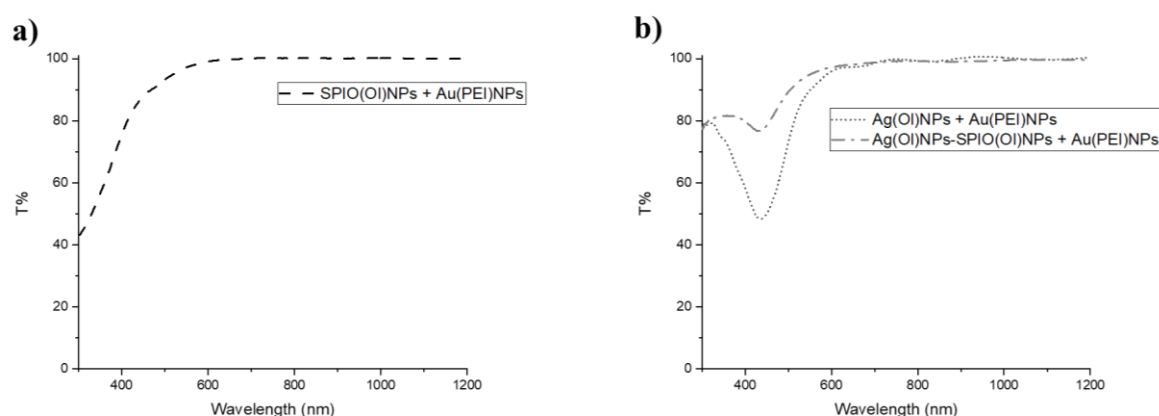 a)
100
80
60
40
20
0
T%
400
600
800
1000
1200
Wavelength (nm)
SPIO(Ol)NPs + Au(PEI)NPs
b)
100
80
60
40
20
0
T%
400
600
800
1000
1200
Wavelength (nm)
Ag(Ol)NPs + Au(PEI)NPs
Ag(Ol)NPs-SPIO(Ol)NPs + Au(PEI)NPs